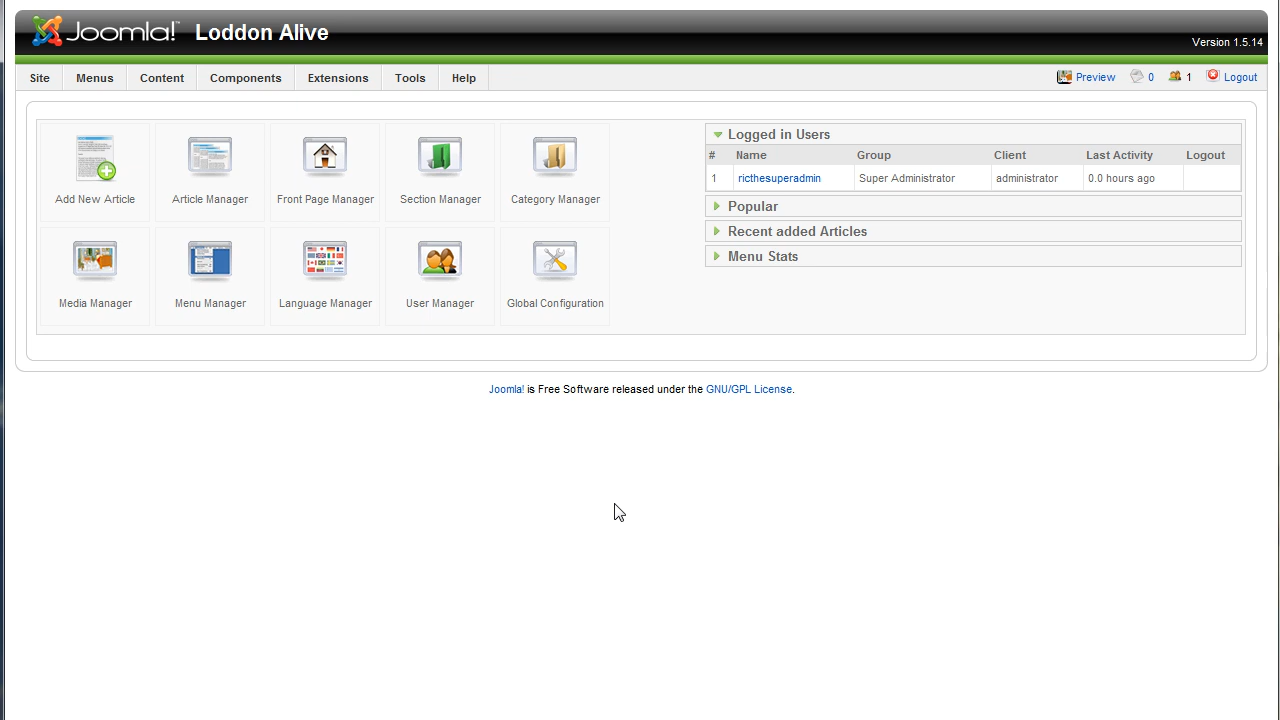 Joomla! Loddon Alive
Version 1.5.14
Site Menus Content Components Extensions Tools Help Preview 0 1 Logout
Add New Article Article Manager Front Page Manager Section Manager Category Manager
Media Manager Menu Manager Language Manager User Manager Global Configuration
Logged in Users
# Name Group Client Last Activity Logout
1 ricthesuperadmin Super Administrator administrator 0.0 hours ago
Popular
Recent added Articles
Menu Stats
Joomla! is Free Software released under the GNU/GPL License.